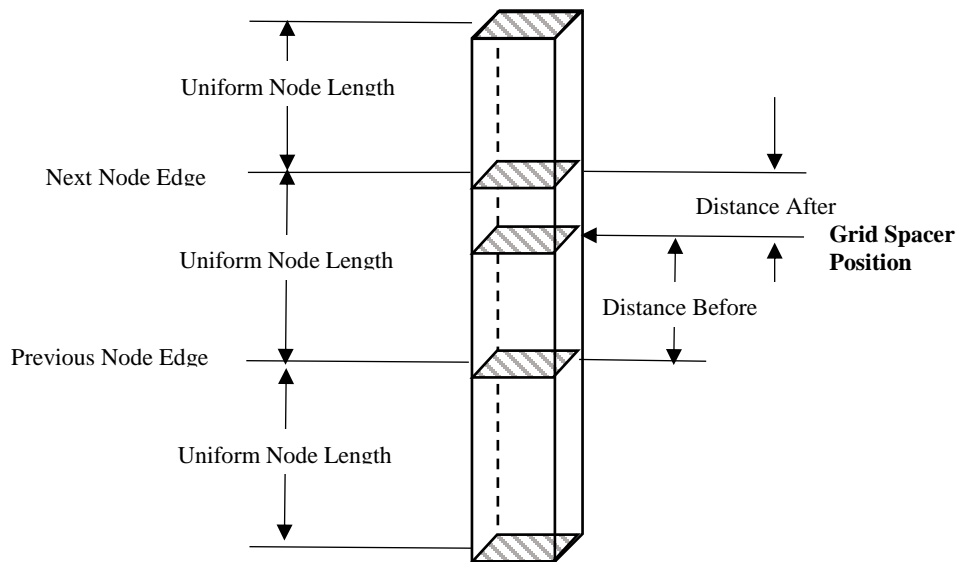 Uniform Node Length
Next Node Edge
Distance After
Grid Spacer
Position
Uniform Node Length
Distance Before
Previous Node Edge
Uniform Node Length